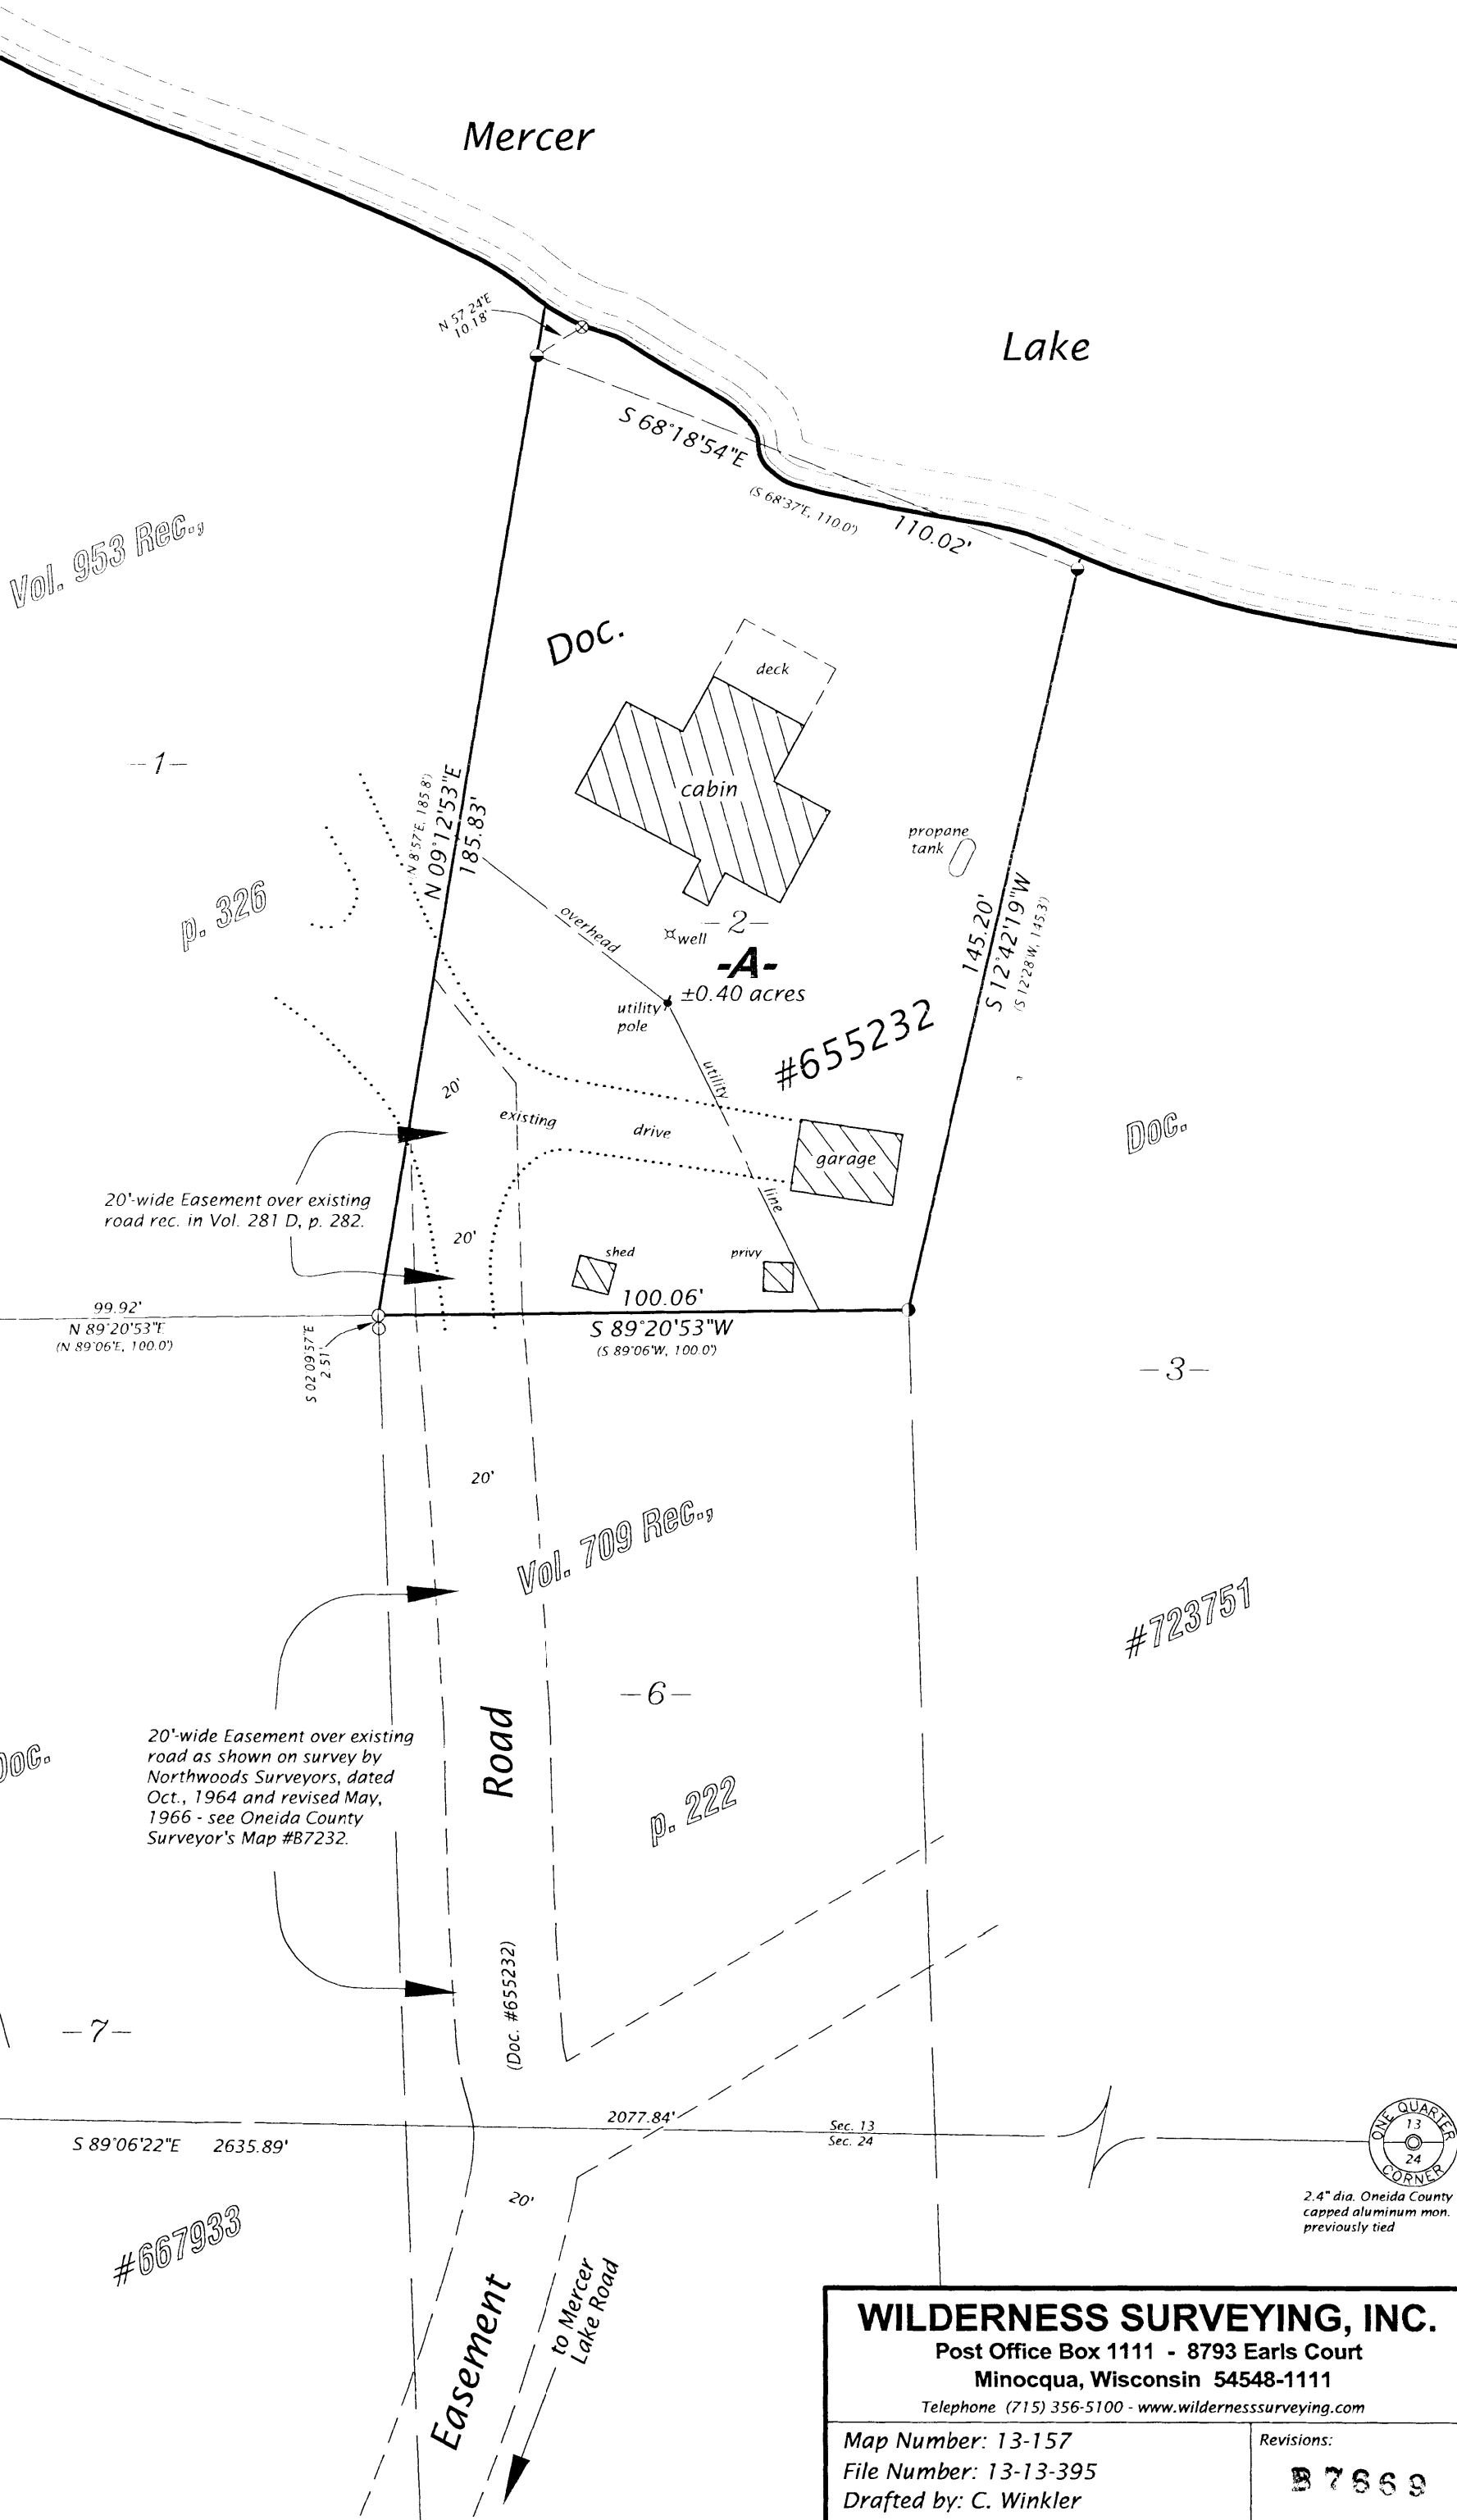 Mercer
Lake
N 57°24'E
10.18'
S 68°18'54"E
(S 68°37'E, 110.0')
110.02'
Vol. 953 Rec.,
Doc.
deck
-1-
cabin
(N 8°57'E, 185.8')
N 09°12'53"E
185.83'
propane
tank
p. 326
overhead
well
-2-
-A-
±0.40 acres
145.20'
S 12°42'19"W
(S 12°28'W, 145.3')
utility
pole
#655232
utility
20'
existing
drive
Doc.
garage
20'-wide Easement over existing
road rec. in Vol. 281 D, p. 282.
line
20'
shed
privy
99.92'
N 89°20'53"E
(N 89°06'E, 100.0')
100.06'
S 89°20'53"W
(S 89°06'W, 100.0')
S 02°09'57"E
2.51'
-3-
20'
Vol. 709 Rec.,
#723751
-6-
Road
20'-wide Easement over existing
road as shown on survey by
Northwoods Surveyors, dated
Oct., 1964 and revised May,
1966 - see Oneida County
Surveyor's Map #B7232.
Doc.
p. 222
(Doc. #655232)
-7-
2077.84'
Sec. 13
Sec. 24
S 89°06'22"E 2635.89'
ONE QUARTER
13
24
CORNER
2.4" dia. Oneida County
capped aluminum mon.
previously tied
20'
#667933
to Mercer
Lake Road
Easement
WILDERNESS SURVEYING, INC.
Post Office Box 1111 - 8793 Earls Court
Minocqua, Wisconsin 54548-1111
Telephone (715) 356-5100 - www.wildernesssurveying.com
Map Number: 13-157
File Number: 13-13-395
Drafted by: C. Winkler
Revisions:
B7669